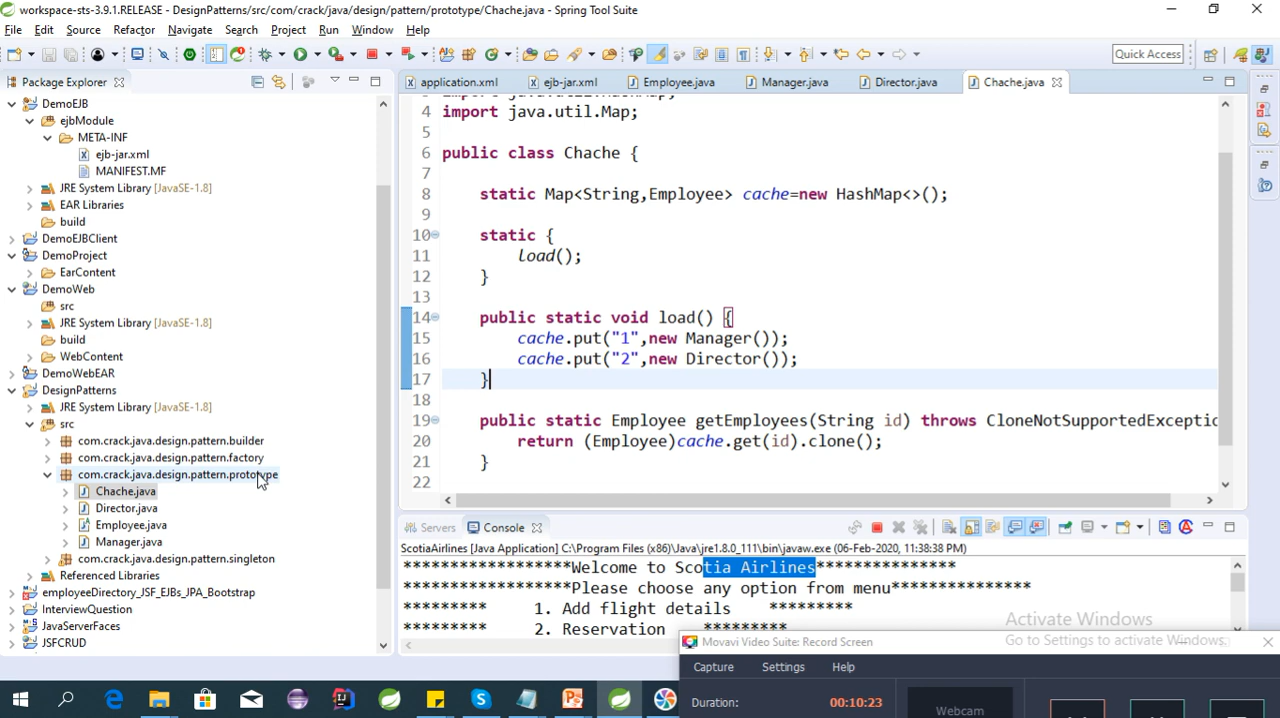 workspace-sts-3.9.1.RELEASE - DesignPatterns/src/com/crack/java/design/pattern/prototype/Chache.java - Spring Tool Suite
File Edit Source Refactor Navigate Search Project Run Window Help
Quick Access
Package Explorer
application.xml ejb-jar.xml Employee.java Manager.java Director.java Chache.java
DemoEJB
ejbModule
META-INF
ejb-jar.xml
MANIFEST.MF
JRE System Library [JavaSE-1.8]
EAR Libraries
build
DemoEJBClient
DemoProject
EarContent
DemoWeb
src
JRE System Library [JavaSE-1.8]
build
WebContent
DemoWebEAR
DesignPatterns
JRE System Library [JavaSE-1.8]
src
com.crack.java.design.pattern.builder
com.crack.java.design.pattern.factory
com.crack.java.design.pattern.prototype
Chache.java
Director.java
Employee.java
Manager.java
com.crack.java.design.pattern.singleton
Referenced Libraries
employeeDirectory_JSF_EJBs_JPA_Bootstrap
InterviewQuestion
JavaServerFaces
JSFCRUD
4 import java.util.Map;
5
6 public class Chache {
7
8 static Map<String,Employee> cache=new HashMap<>();
9
10 static {
11 load();
12 }
13
14 public static void load() {
15 cache.put("1",new Manager());
16 cache.put("2",new Director());
17 }
18
19 public static Employee getEmployees(String id) throws CloneNotSupportedExceptio
20 return (Employee)cache.get(id).clone();
21 }
22
Servers Console
ScotiaAirlines [Java Application] C:\Program Files (x86)\Java\jre1.8.0_111\bin\javaw.exe (06-Feb-2020, 11:38:38 PM)
******************Welcome to Scotia Airlines***************
******************Please choose any option from menu***************
********* 1. Add flight details *********
********* 2. Reservation *********
Activate Windows
Go to Settings to activate Windows.
Movavi Video Suite: Record Screen
Capture Settings Help
Duration: 00:10:23
Webcam